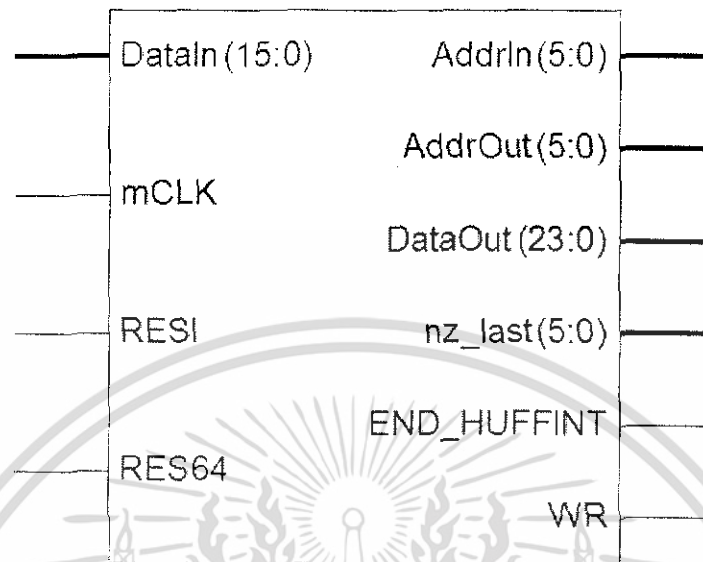 DataIn(15:0)
AddrIn(5:0)
AddrOut(5:0)
mCLK
DataOut(23:0)
RESI
nz_last(5:0)
END_HUFFINT
RES64
WR